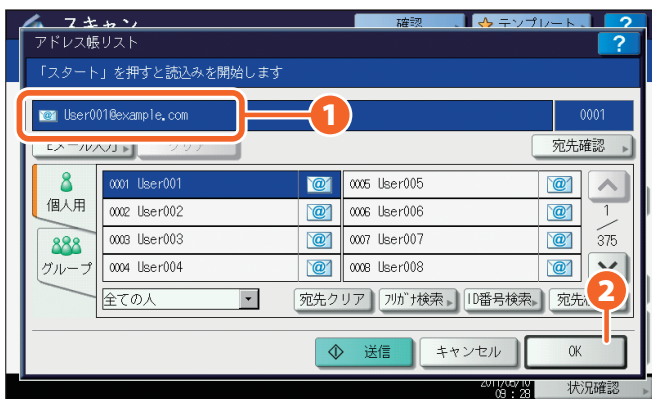 スキャン
確認
テンプレート
?
アドレス帳リスト
?
「スタート」を押すと読込みを開始します
User001@example.com
1
0001
Eメール入力
クリア
宛先確認
個人用
0001 User001
0005 User005
0002 User002
0006 User006
1
0003 User003
0007 User007
375
グループ
0004 User004
0008 User008
全ての人
宛先クリア
フリガナ検索
ID番号検索
2
送信
キャンセル
OK
09:28
状況確認